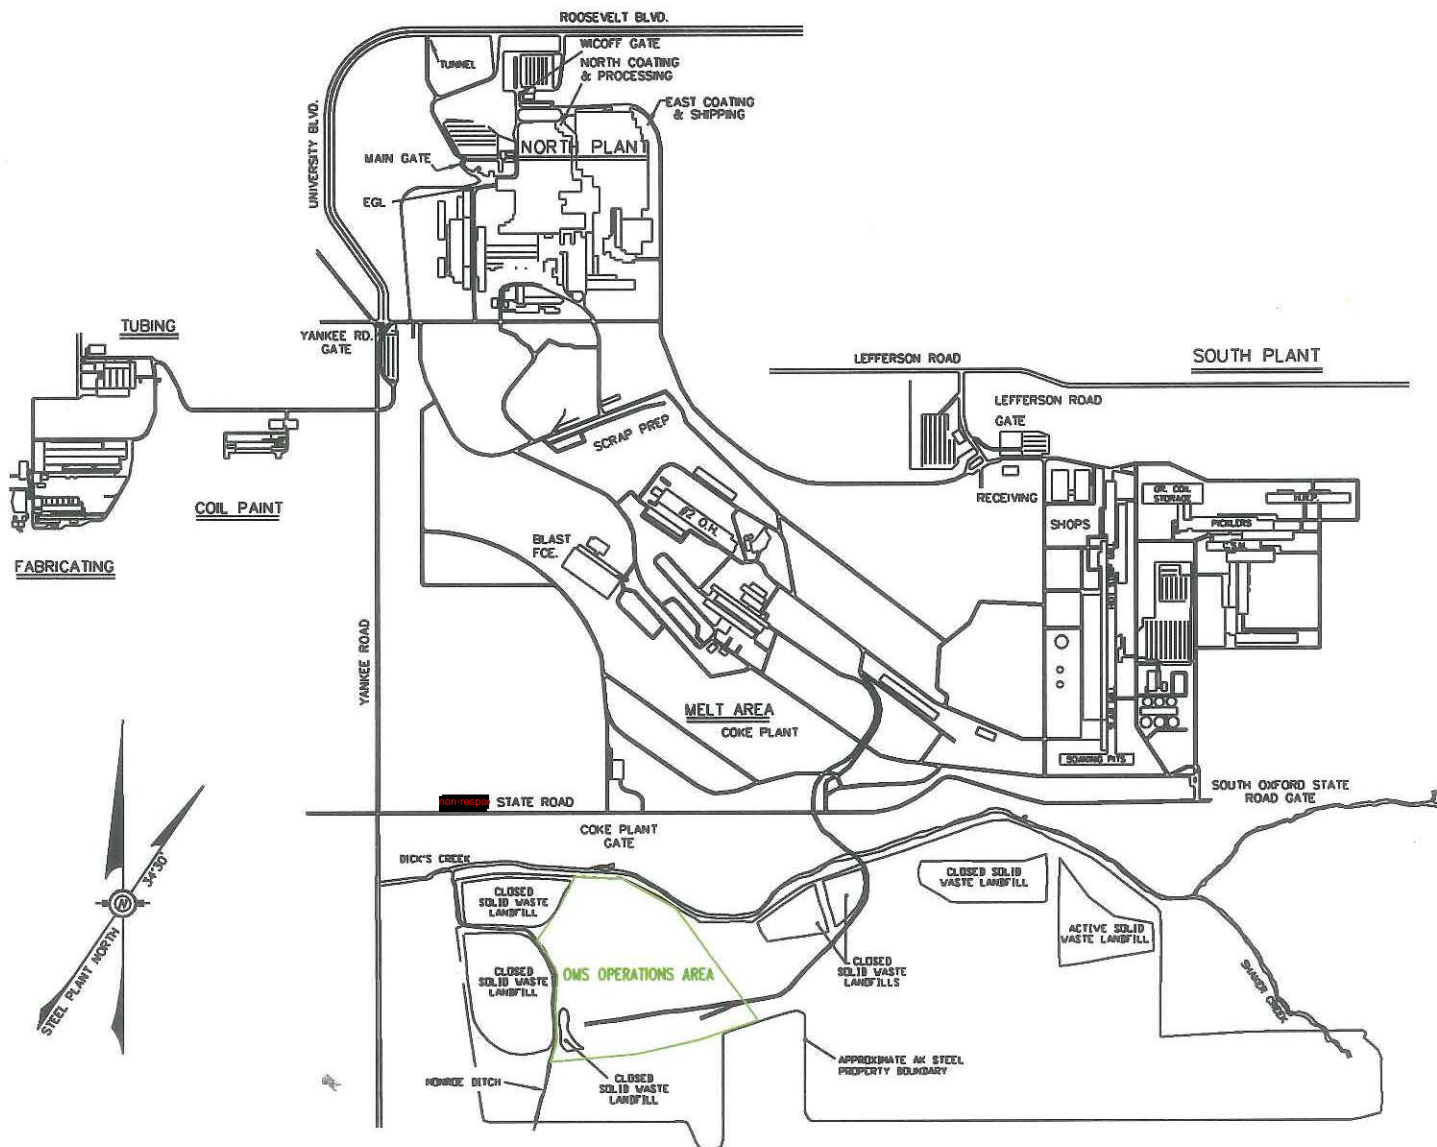 ROOSEVELT BLVD.
WICOFF GATE
TUNNEL
NORTH COATING
& PROCESSING
EAST COATING
& SHIPPING
UNIVERSITY BLVD.
NORTH PLANT
MAIN GATE
EGL
TUBING
YANKEE RD.
GATE
LEFFERSON ROAD
SOUTH PLANT
LEFFERSON ROAD
GATE
SCRAP PREP
RECEIVING
COIL PAINT
#2 O.H.
SHOPS
OR. COIL
STORAGE
H.R.P.
PICKLERS
C.S.M.
BLAST
FCE.
FABRICATING
YANKEE ROAD
MELT AREA
COKE PLANT
SOAKING PITS
non-respon
STATE ROAD
SOUTH OXFORD STATE
ROAD GATE
COKE PLANT
GATE
DICK'S CREEK
34°30'
N
STEEL PLANT NORTH
CLOSED
SOLID WASTE
LANDFILL
CLOSED SOLID
WASTE LANDFILL
ACTIVE SOLID
WASTE LANDFILL
CLOSED
SOLID WASTE
LANDFILL
OMS OPERATIONS AREA
CLOSED
SOLID WASTE
LANDFILLS
SHAKER CREEK
APPROXIMATE AK STEEL
PROPERTY BOUNDARY
MONROE DITCH
CLOSED
SOLID WASTE
LANDFILL